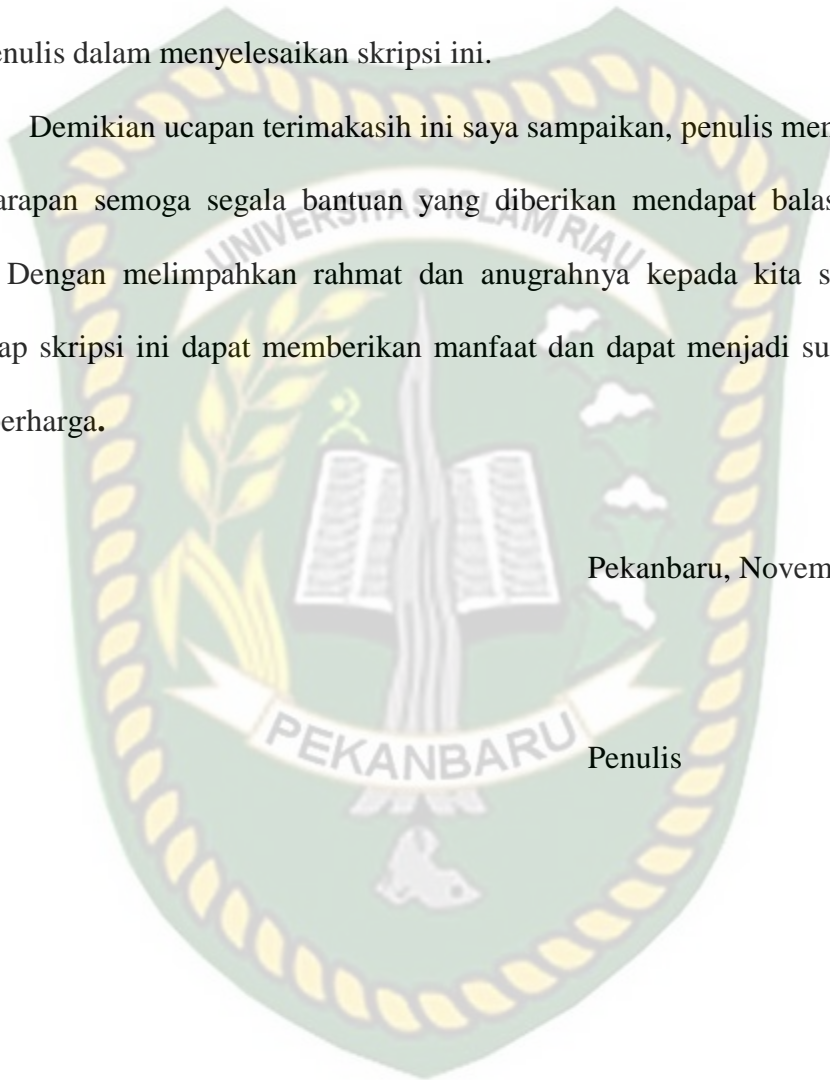 enulis dalam menyelesaikan skripsi ini.
Demikian ucapan terimakasih ini saya sampaikan, penulis men
arapan semoga segala bantuan yang diberikan mendapat balas
UNIVERSITAS ISLAM RIAU
Dengan melimpahkan rahmat dan anugrahnya kepada kita s
ap skripsi ini dapat memberikan manfaat dan dapat menjadi su
erharga.
Pekanbaru, Novem
PEKANBARU
Penulis